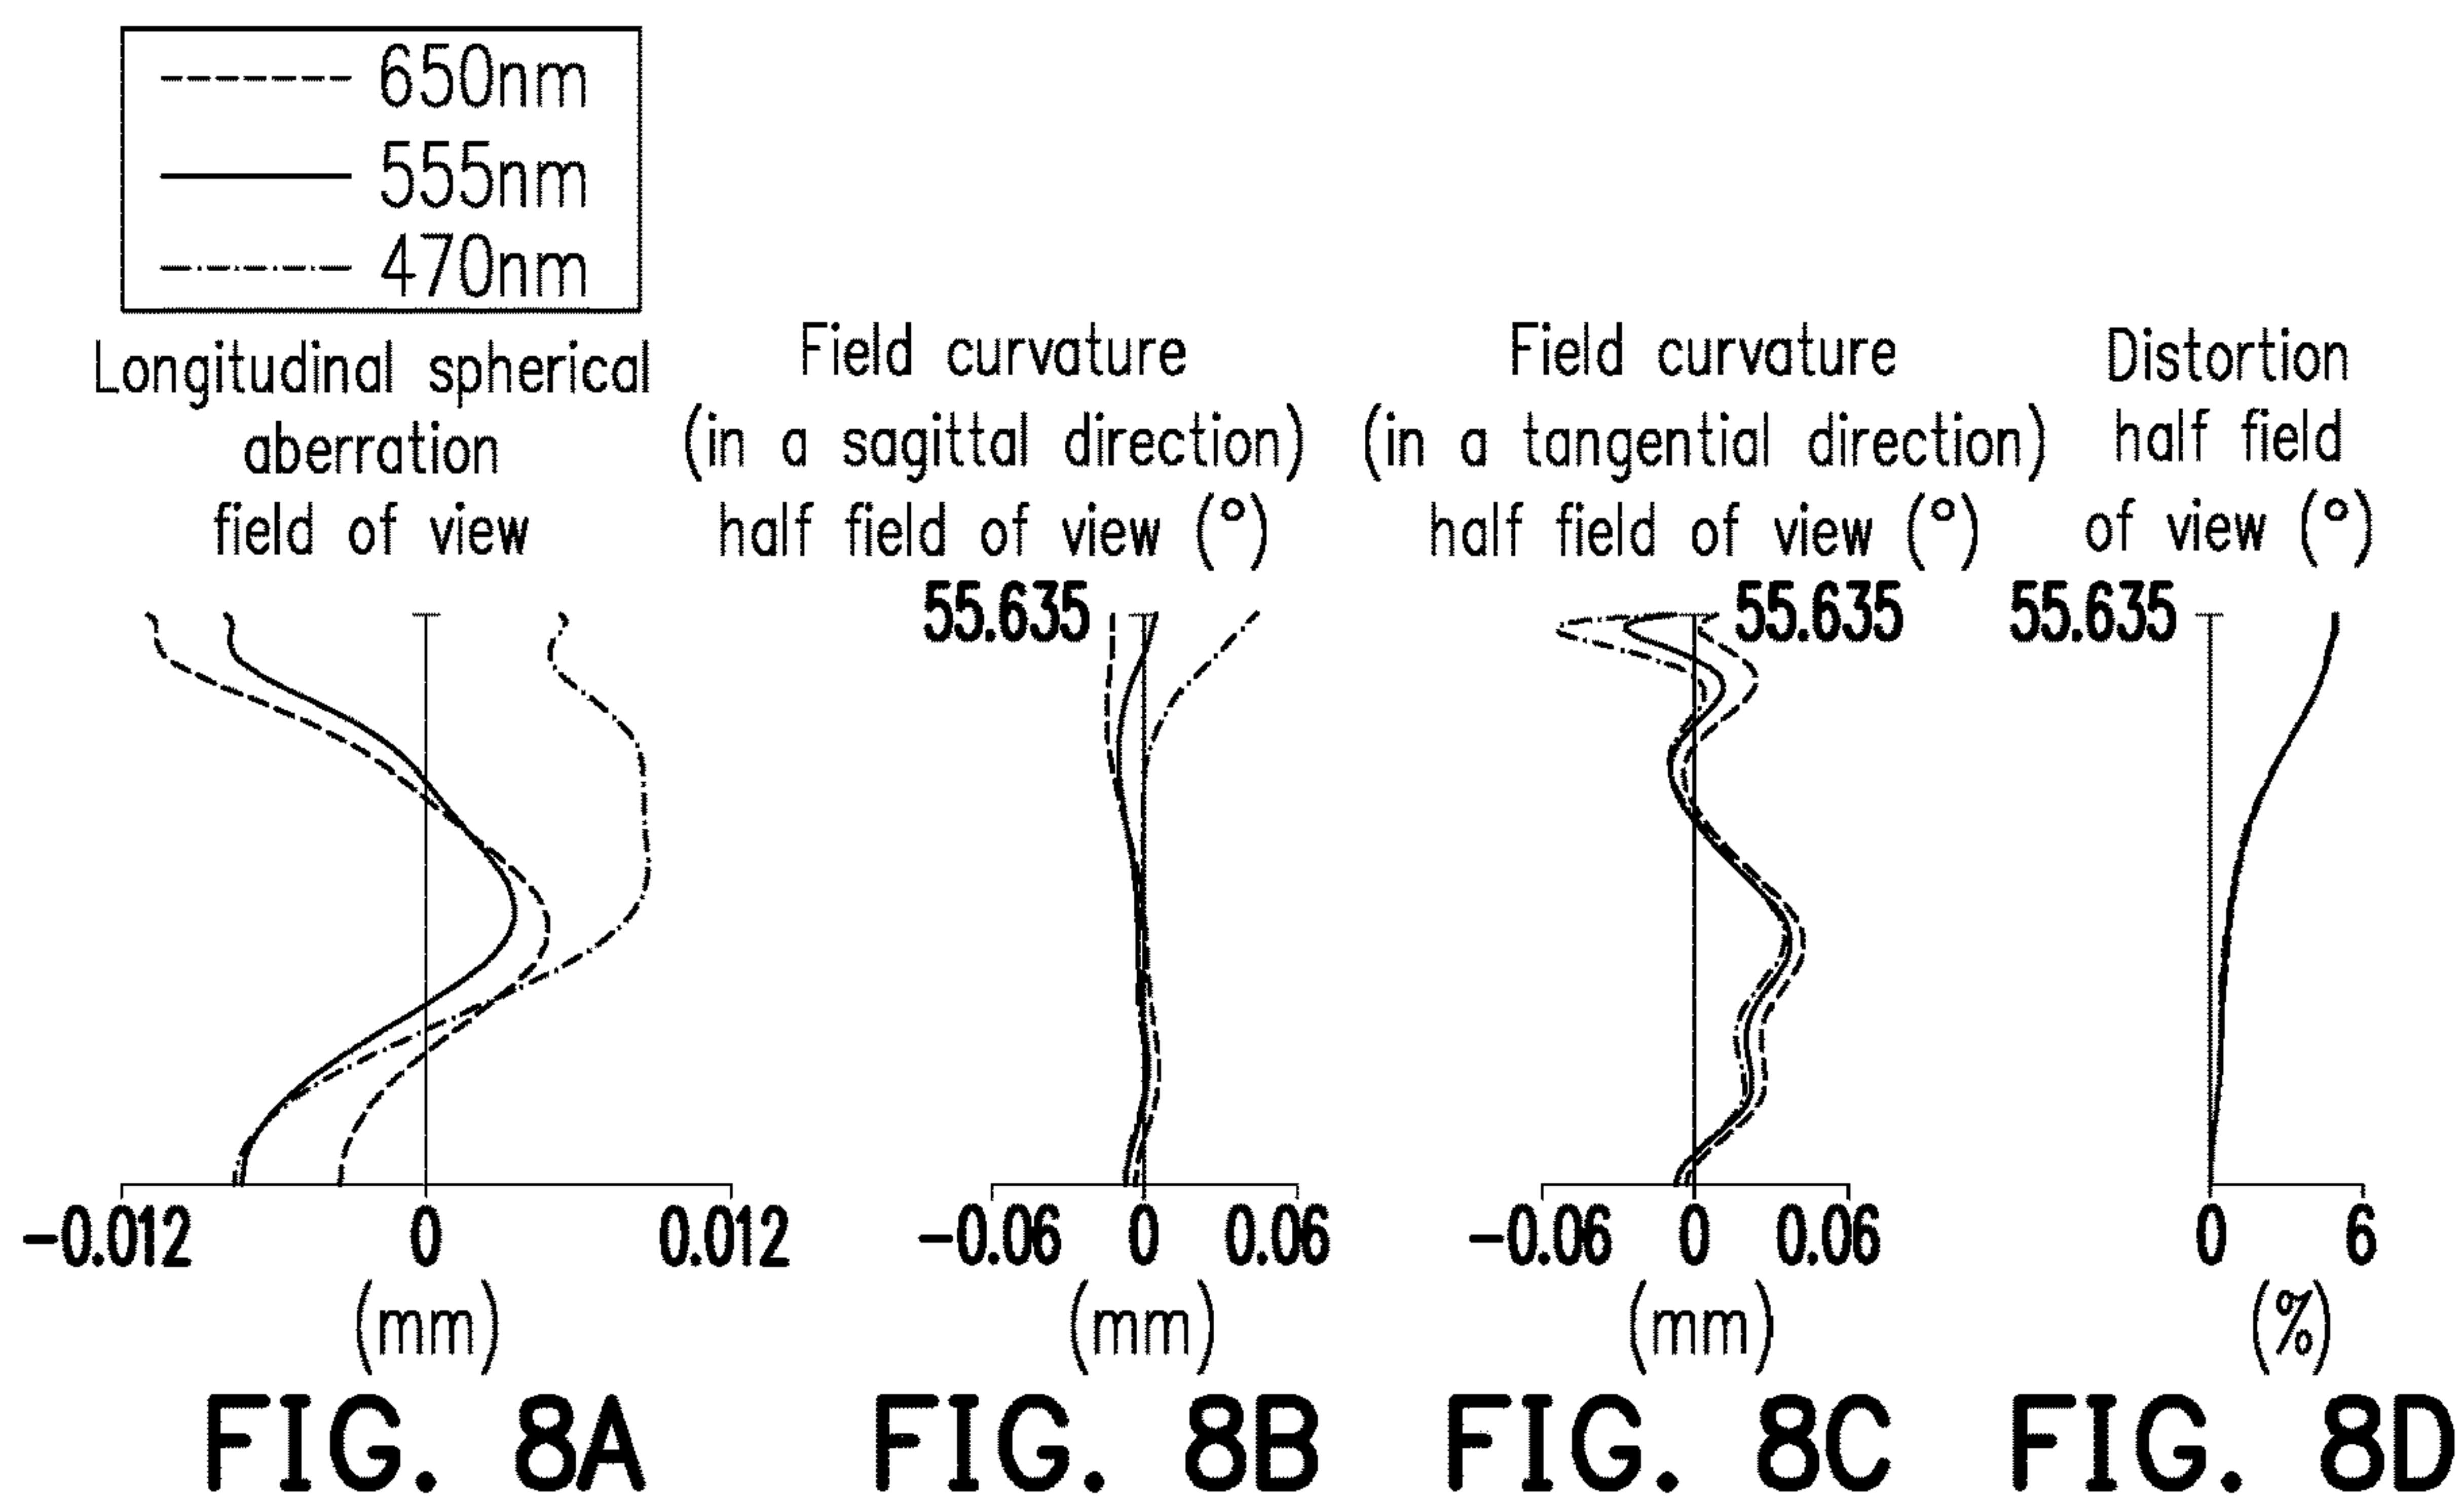 650nm
555nm
470nm
Longitudinal spherical
aberration
field of view
Field curvature
(in a sagittal direction)
half field of view (°)
55.635
Field curvature
(in a tangential direction)
half field of view (°)
55.635
Distortion
half field
of view (°)
55.635
-0.012 0 0.012
(mm)
-0.06 0 0.06
(mm)
-0.06 0 0.06
(mm)
0 6
(%)
FIG. 8A
FIG. 8B
FIG. 8C
FIG. 8D